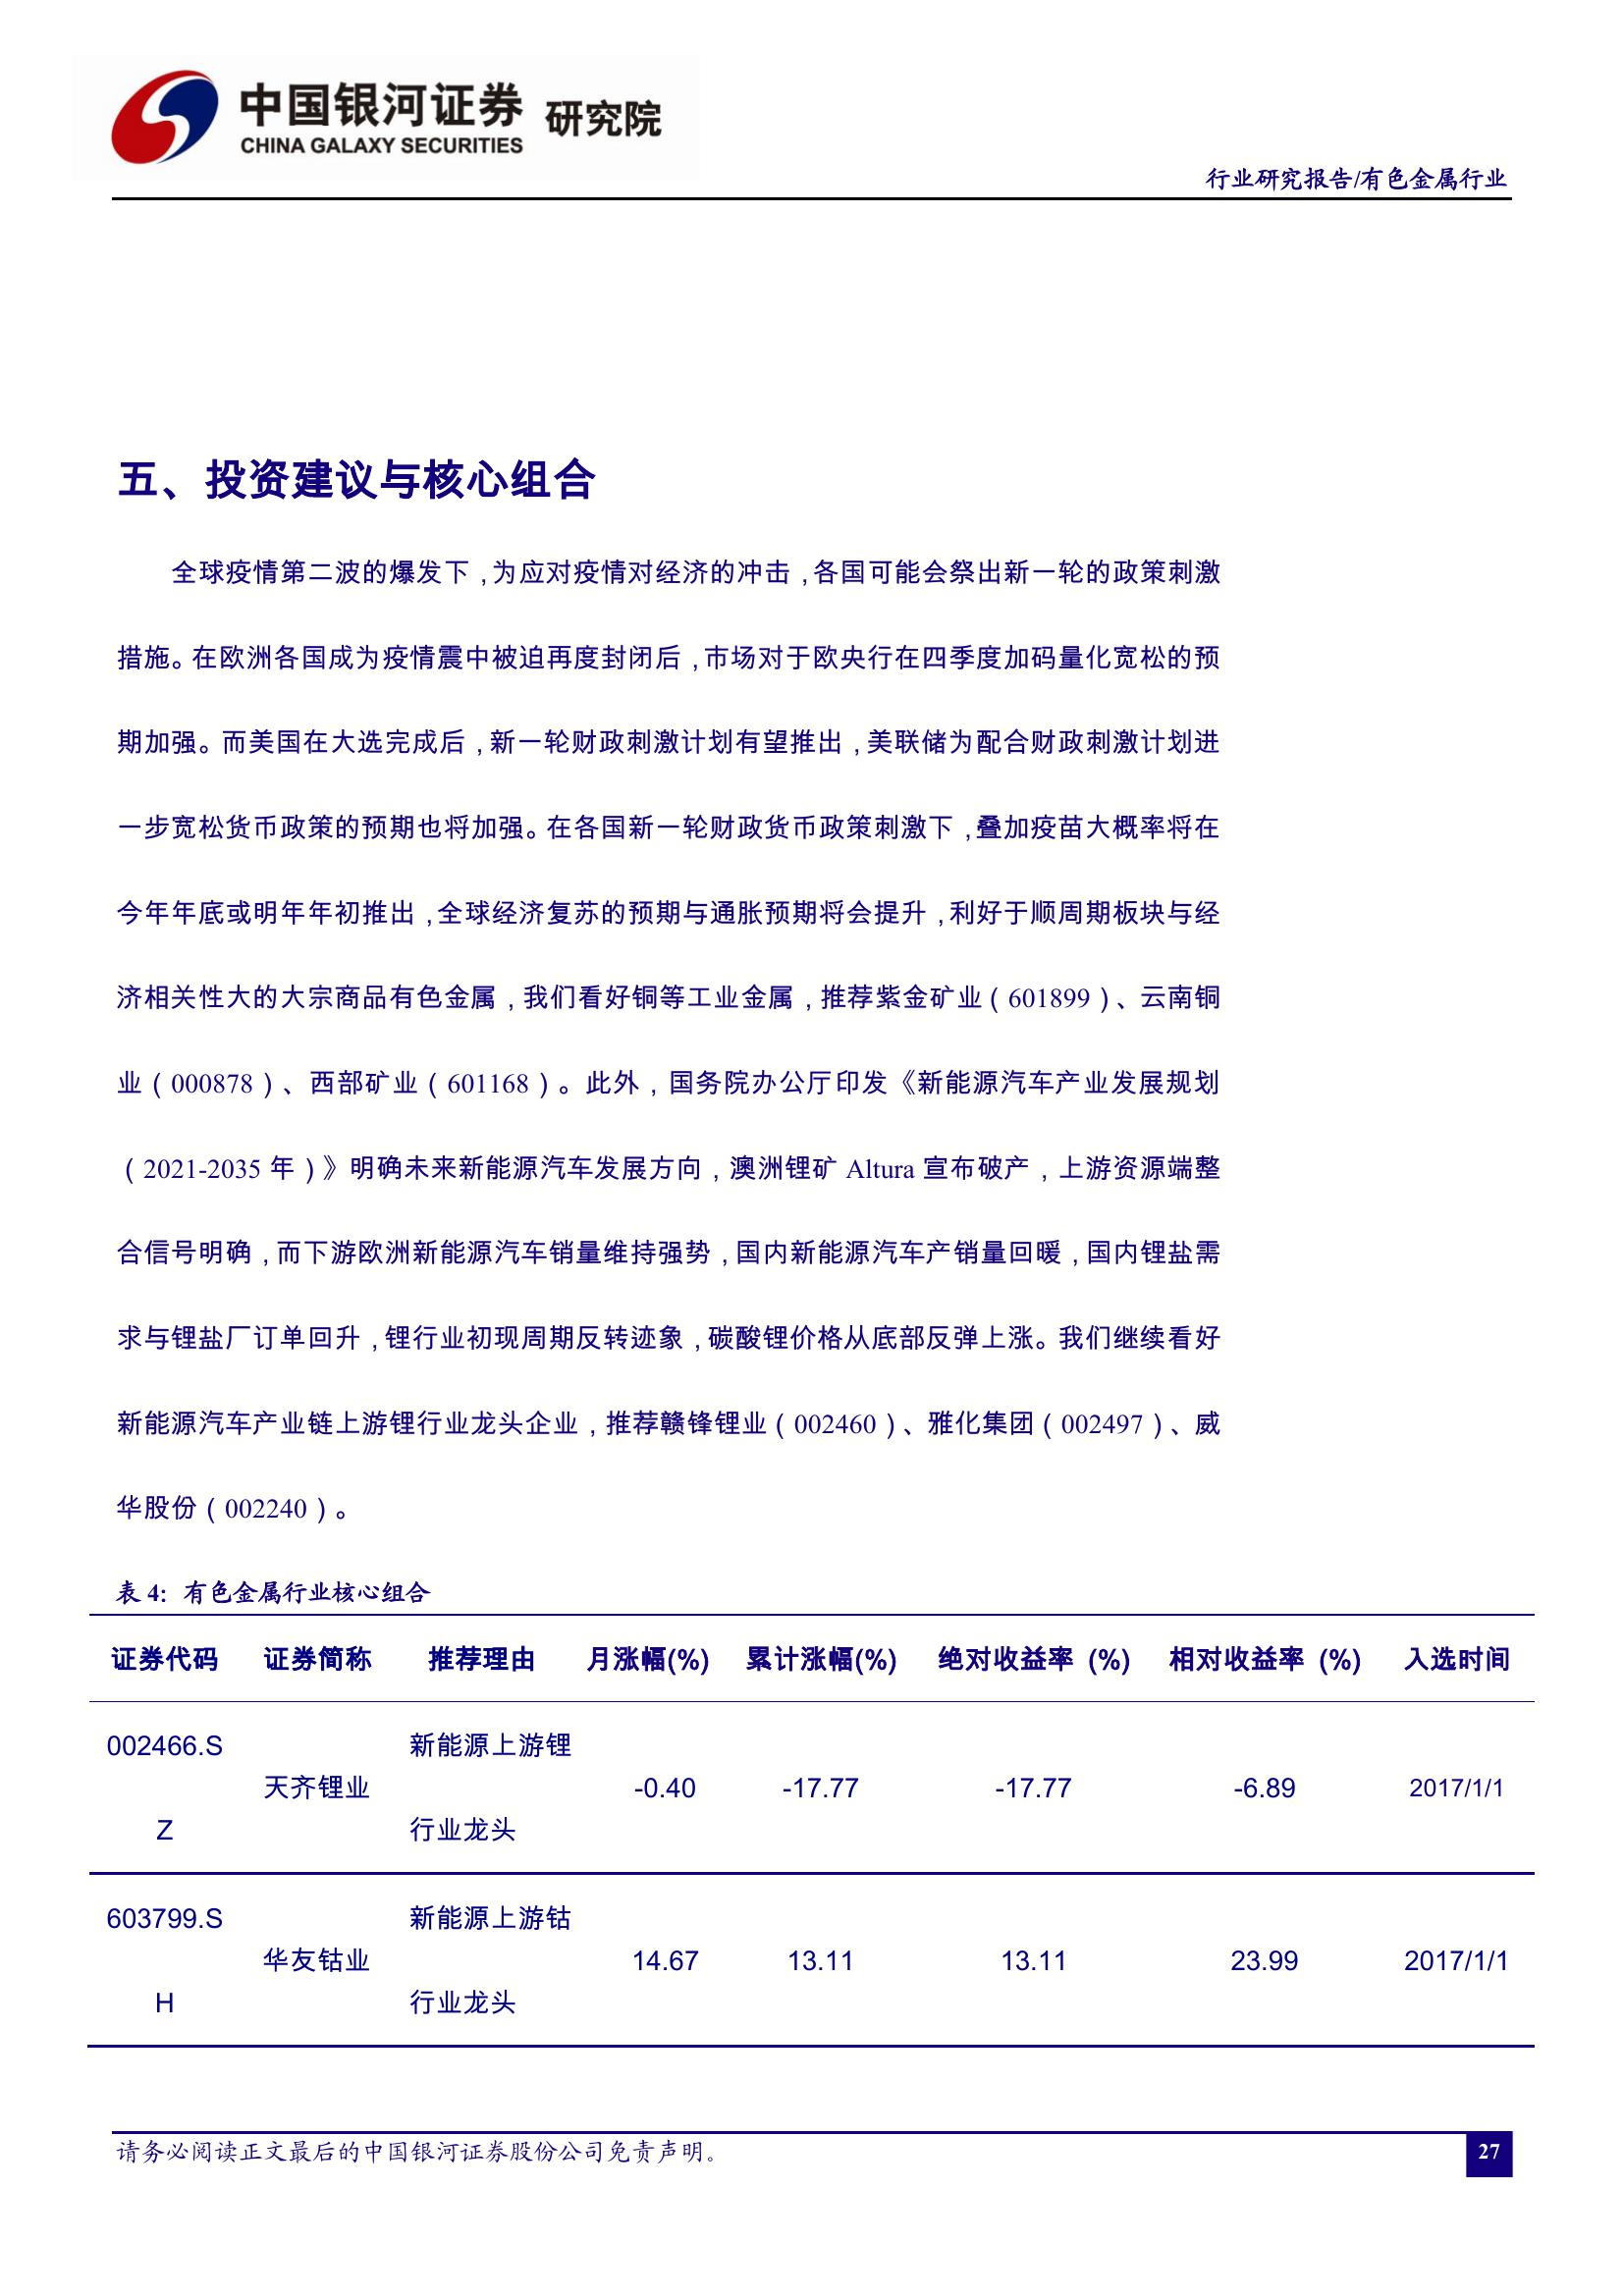 中国银河证券 研究院
CHINA GALAXY SECURITIES
行业研究报告/有色金属行业
五、投资建议与核心组合
全球疫情第二波的爆发下，为应对疫情对经济的冲击，各国可能会祭出新一轮的政策刺激
措施。在欧洲各国成为疫情震中被迫再度封闭后，市场对于欧央行在四季度加码量化宽松的预
期加强。而美国在大选完成后，新一轮财政刺激计划有望推出，美联储为配合财政刺激计划进
一步宽松货币政策的预期也将加强。在各国新一轮财政货币政策刺激下，叠加疫苗大概率将在
今年年底或明年年初推出，全球经济复苏的预期与通胀预期将会提升，利好于顺周期板块与经
济相关性大的大宗商品有色金属，我们看好铜等工业金属，推荐紫金矿业（601899）、云南铜
业（000878）、西部矿业（601168）。此外，国务院办公厅印发《新能源汽车产业发展规划
（2021-2035 年）》明确未来新能源汽车发展方向，澳洲锂矿 Altura 宣布破产，上游资源端整
合信号明确，而下游欧洲新能源汽车销量维持强势，国内新能源汽车产销量回暖，国内锂盐需
求与锂盐厂订单回升，锂行业初现周期反转迹象，碳酸锂价格从底部反弹上涨。我们继续看好
新能源汽车产业链上游锂行业龙头企业，推荐赣锋锂业（002460）、雅化集团（002497）、威
华股份（002240）。
表 4: 有色金属行业核心组合
证券代码 证券简称 推荐理由 月涨幅(%) 累计涨幅(%) 绝对收益率 (%) 相对收益率 (%) 入选时间
002466.S 新能源上游锂
天齐锂业 -0.40 -17.77 -17.77 -6.89 2017/1/1
Z 行业龙头
603799.S 新能源上游钴
华友钴业 14.67 13.11 13.11 23.99 2017/1/1
H 行业龙头
请务必阅读正文最后的中国银河证券股份公司免责声明。
27